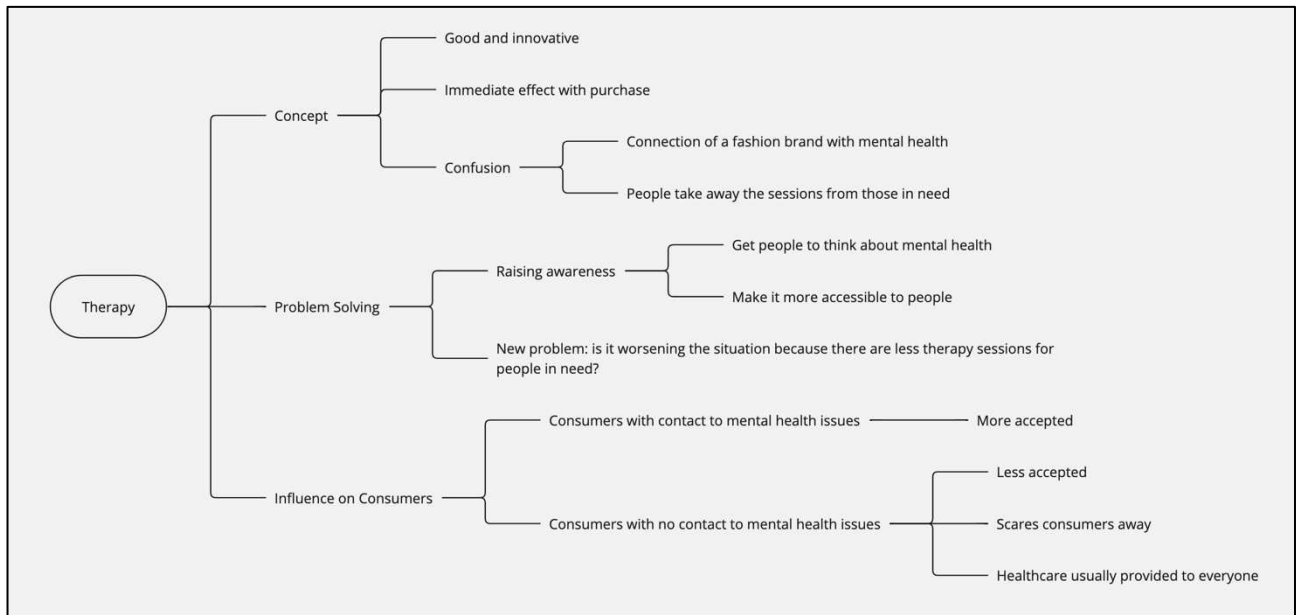 Good and innovative
Immediate effect with purchase
Concept
Connection of a fashion brand with mental health
Confusion
People take away the sessions from those in need
Get people to think about mental health
Raising awareness
Make it more accessible to people
Therapy
Problem Solving
New problem: is it worsening the situation because there are less therapy sessions for
people in need?
Consumers with contact to mental health issues
More accepted
Less accepted
Influence on Consumers
Consumers with no contact to mental health issues
Scares consumers away
Healthcare usually provided to everyone